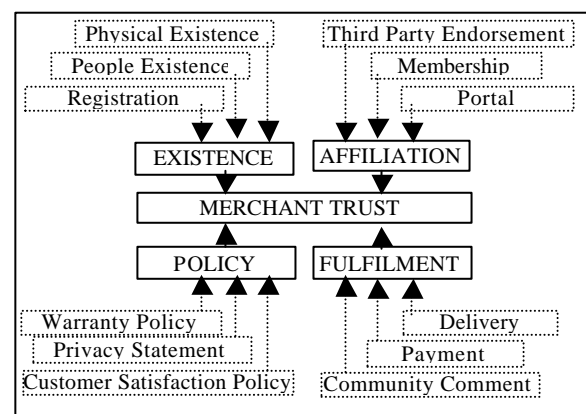 Physical Existence
Third Party Endorsement
People Existence
Membership
Registration
Portal
EXISTENCE
AFFILIATION
MERCHANT TRUST
POLICY
FULFILMENT
Warranty Policy
Delivery
Privacy Statement
Payment
Customer Satisfaction Policy
Community Comment